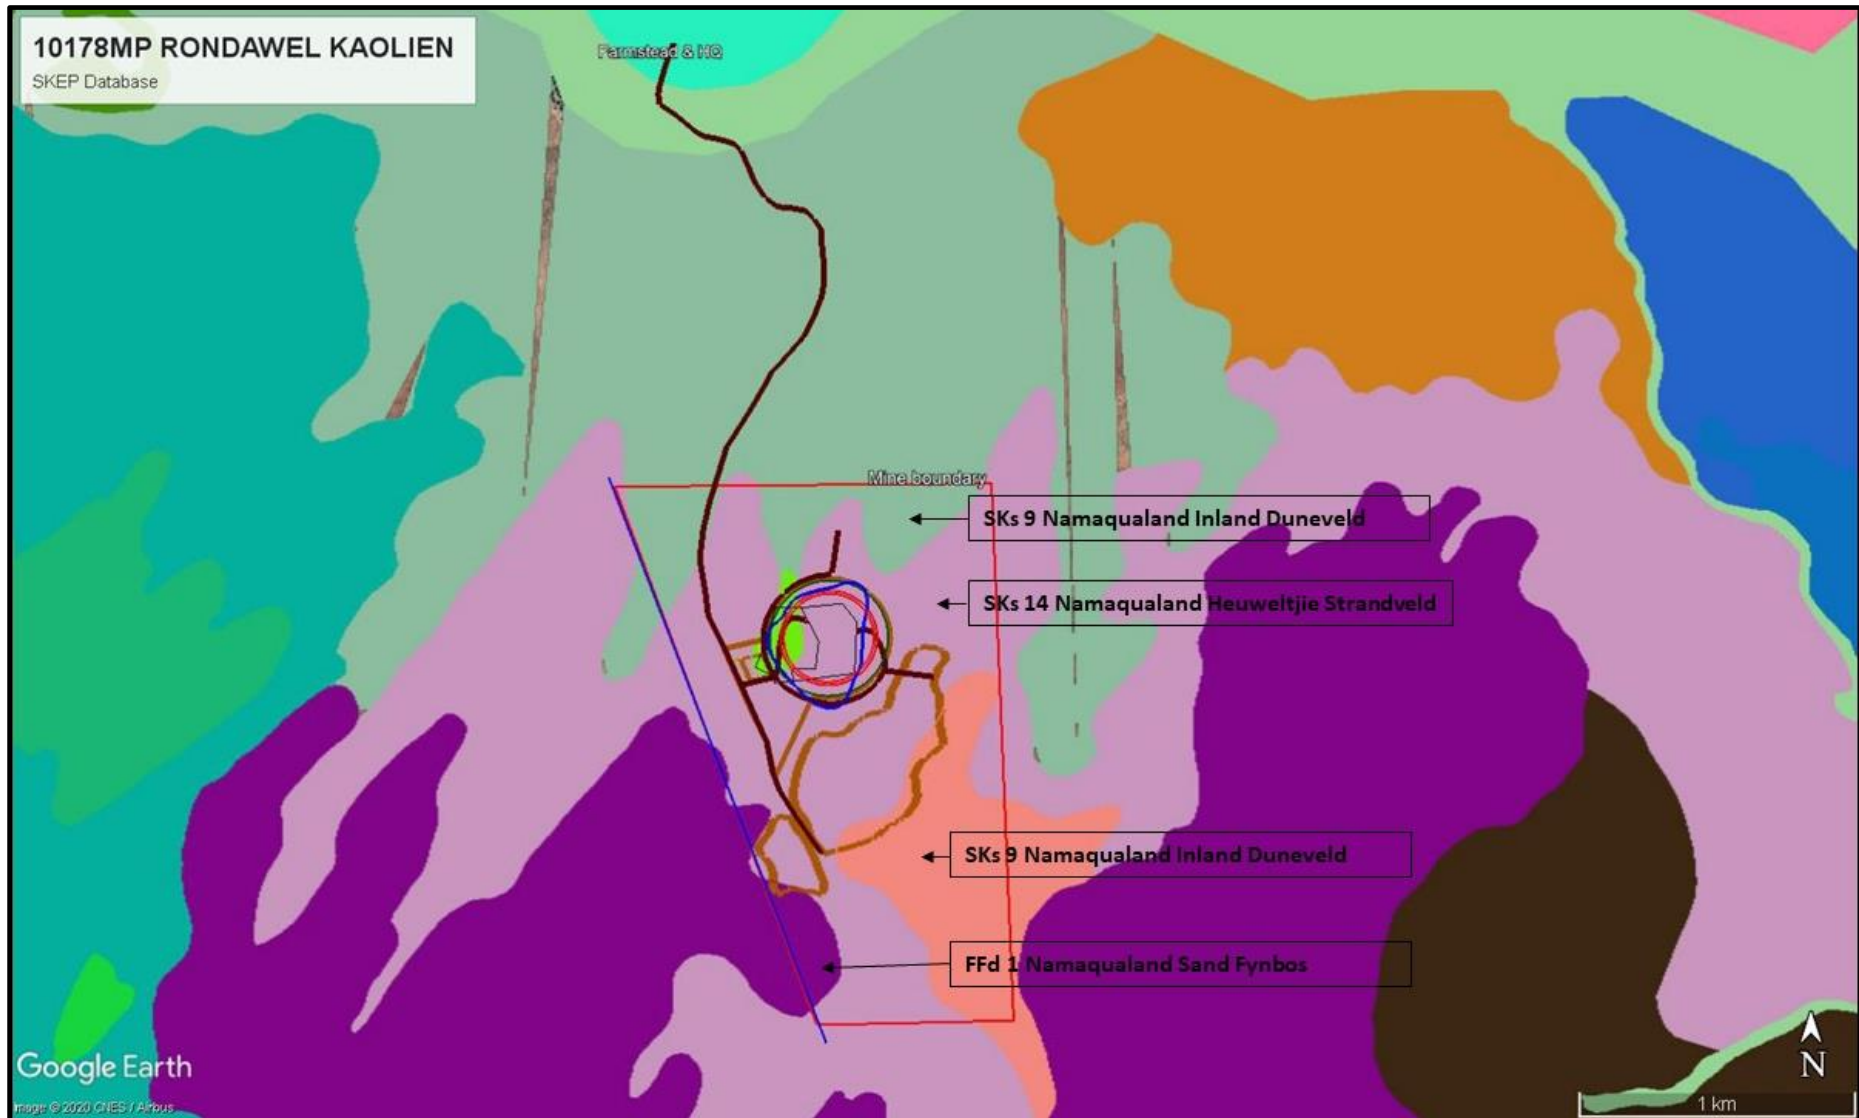 10178MP RONDAWEL KAOLIEN
SKEP Database
Farmstead & HQ
Mine boundary
SKs 9 Namaqualand Inland Duneveld
SKs 14 Namaqualand Heuweltjie Strandveld
SKs 9 Namaqualand Inland Duneveld
FFd 1 Namaqualand Sand Fynbos
Google Earth
Image © 2020 CNES / Airbus
N
1 km